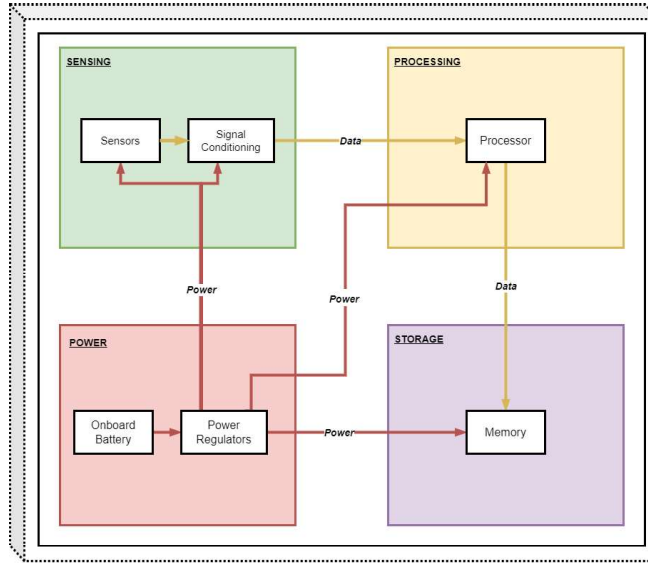 SENSING
PROCESSING
Sensors
Signal
Conditioning
Data
Processor
Power
Power
Data
POWER
STORAGE
Onboard
Battery
Power
Regulators
Power
Memory